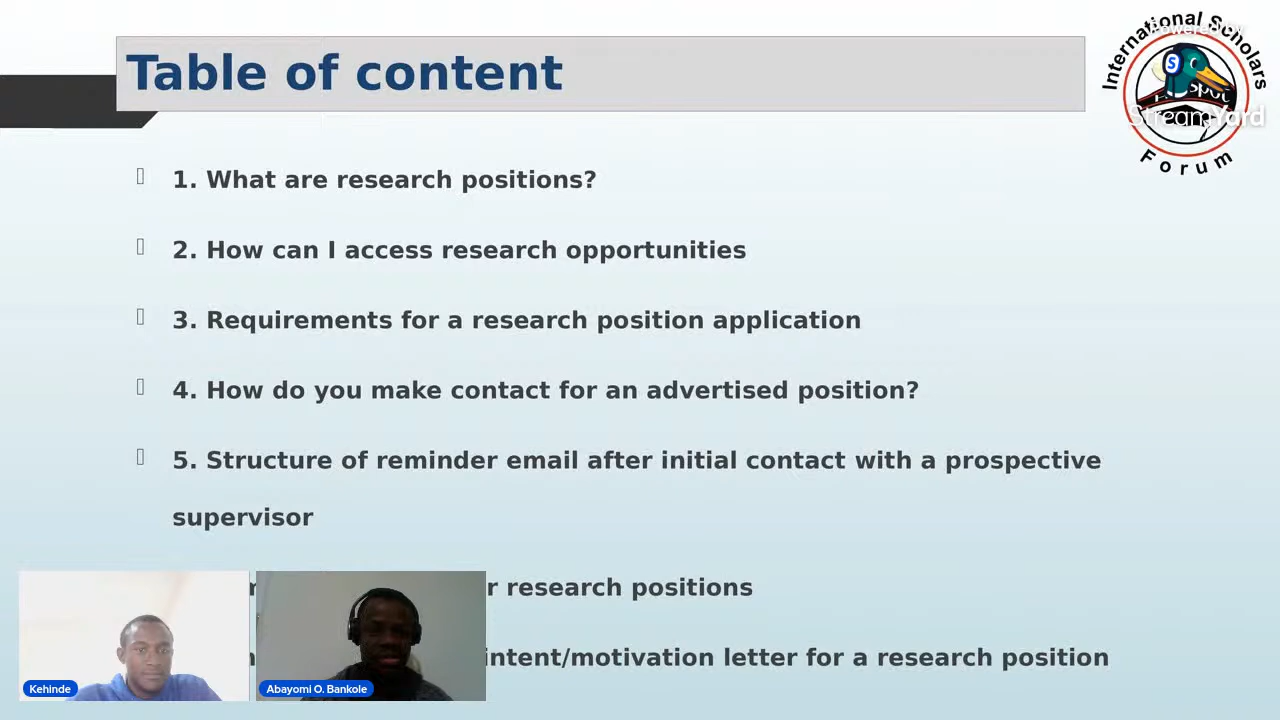 Table of content
International Scholars
Powered by
StreamYard
Forum
1. What are research positions?
2. How can I access research opportunities
3. Requirements for a research position application
4. How do you make contact for an advertised position?
5. Structure of reminder email after initial contact with a prospective
supervisor
research positions
intent/motivation letter for a research position
Kehinde
Abayomi O. Bankole